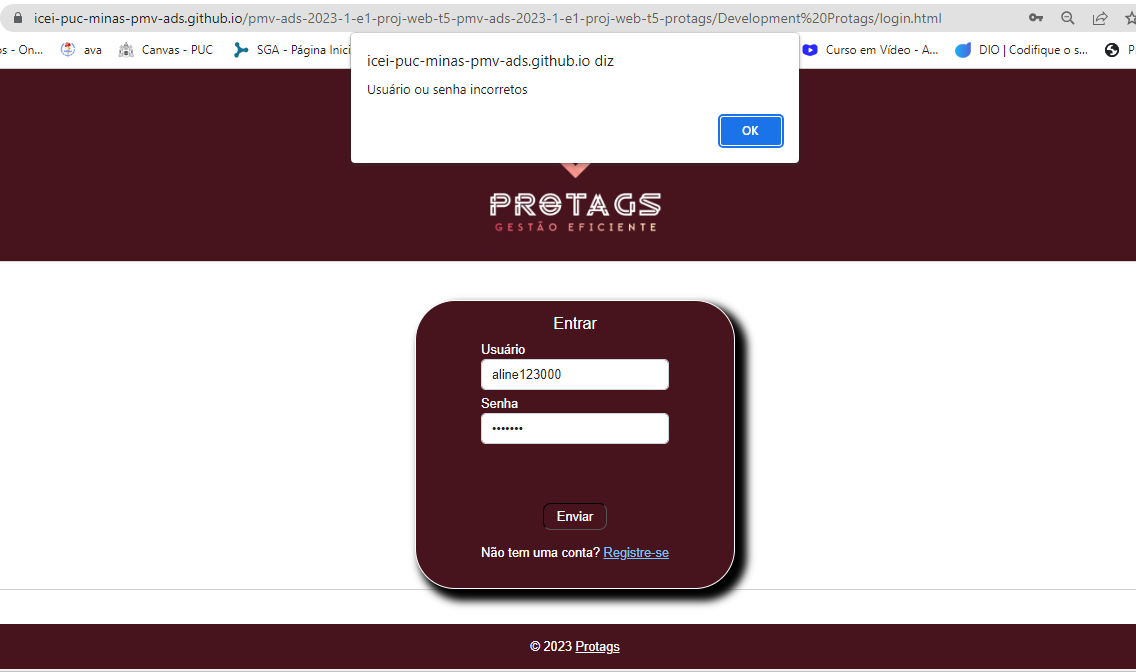 icei-puc-minas-pmv-ads.github.io/pmv-ads-2023-1-e1-proj-web-t5-pmv-ads-2023-1-e1-proj-web-t5-protags/Development%20Protags/login.html
os - On... ava Canvas - PUC SGA - Página Inici Curso em Vídeo - A... DIO | Codifique o s... P
icei-puc-minas-pmv-ads.github.io diz
Usuário ou senha incorretos
OK
PROTAGS
GESTÃO EFICIENTE
Entrar
Usuário
aline123000
Senha
•••••••
Enviar
Não tem uma conta? Registre-se
© 2023 Protags